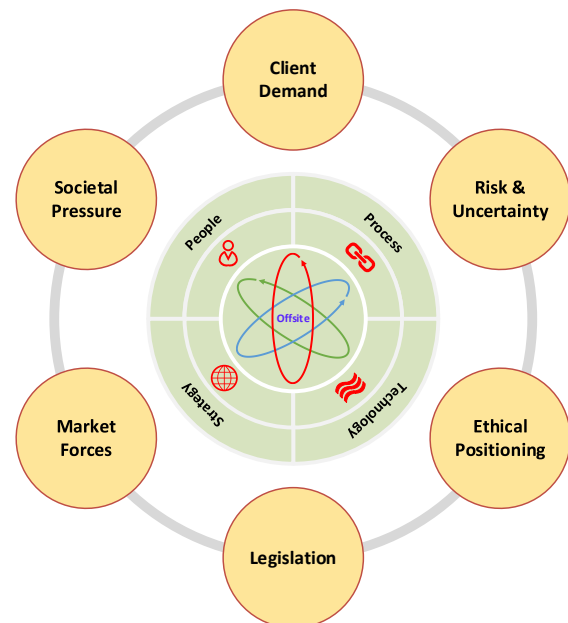 Client
Demand
Societal
Pressure
Risk &
Uncertainty
People
Process
Offsite
Strategy
Technology
Market
Forces
Ethical
Positioning
Legislation